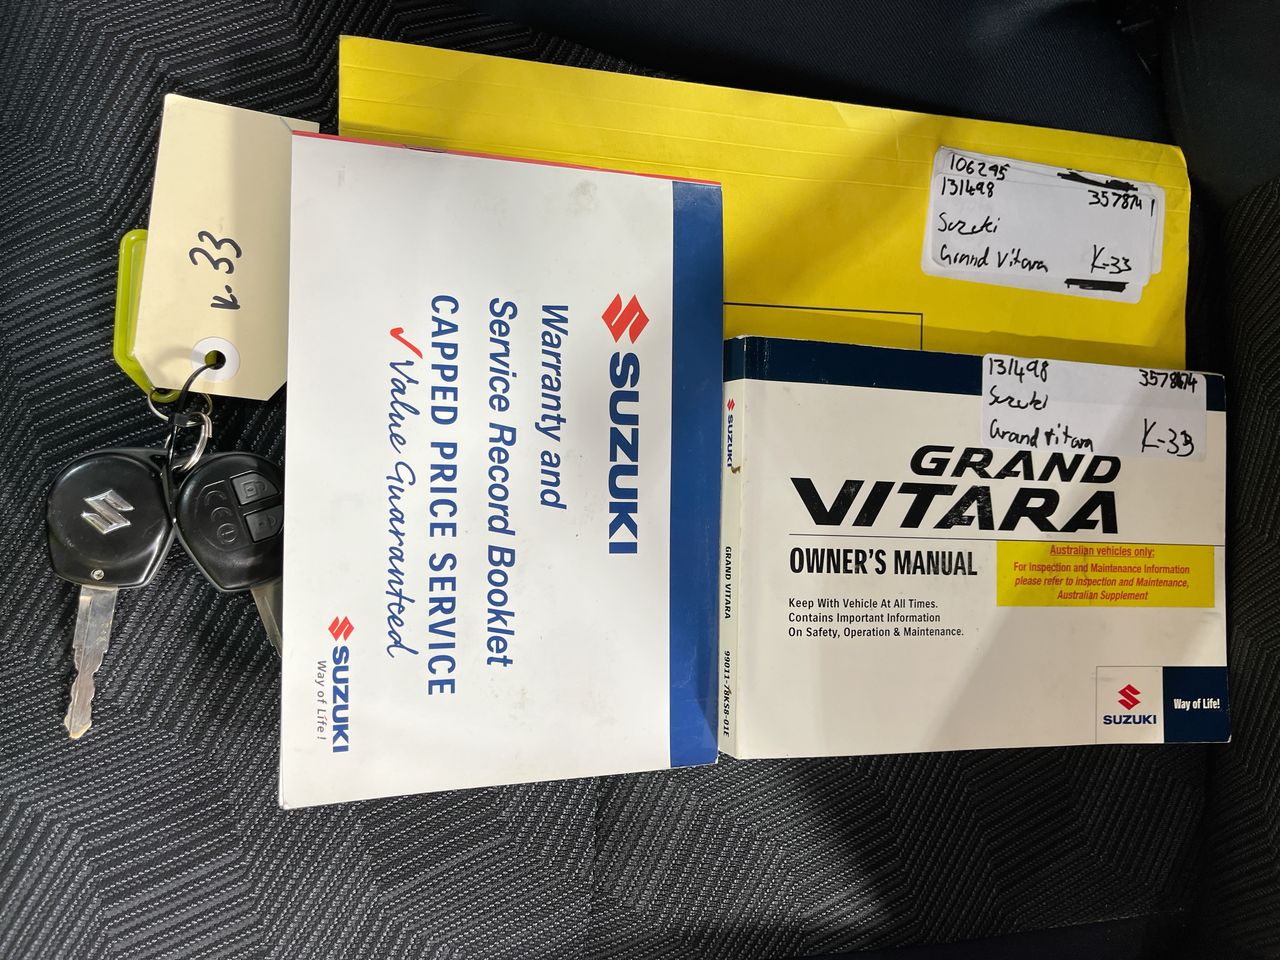 K-33
SUZUKI
Warranty and
Service Record Booklet
CAPPED PRICE SERVICE
Value Guaranteed
SUZUKI
Way of Life!
106295
131498
Suzuki
Grand Vitara K-33
131498
Suzuki
Grand Vitara K-33
SUZUKI
GRAND VITARA
99011-78K58-01E
GRAND
VITARA
OWNER'S MANUAL
Australian vehicles only:
For Inspection and Maintenance Information
please refer to inspection and Maintenance,
Australian Supplement
Keep With Vehicle At All Times.
Contains Important Information
On Safety, Operation & Maintenance.
SUZUKI
Way of Life!